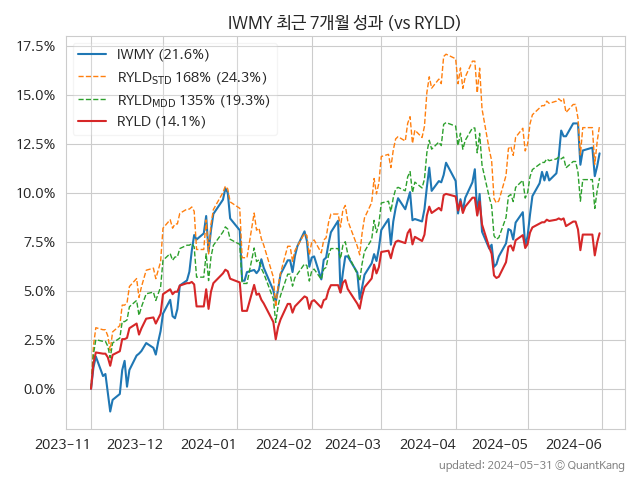 IWMY 최근 7개월 성과 (vs RYLD)
IWMY (21.6%)
RYLD_STD 168% (24.3%)
RYLD_MDD 135% (19.3%)
RYLD (14.1%)
17.5%
15.0%
12.5%
10.0%
7.5%
5.0%
2.5%
0.0%
2023-11 2023-12 2024-01 2024-02 2024-03 2024-04 2024-05 2024-06
updated: 2024-05-31 © QuantKang